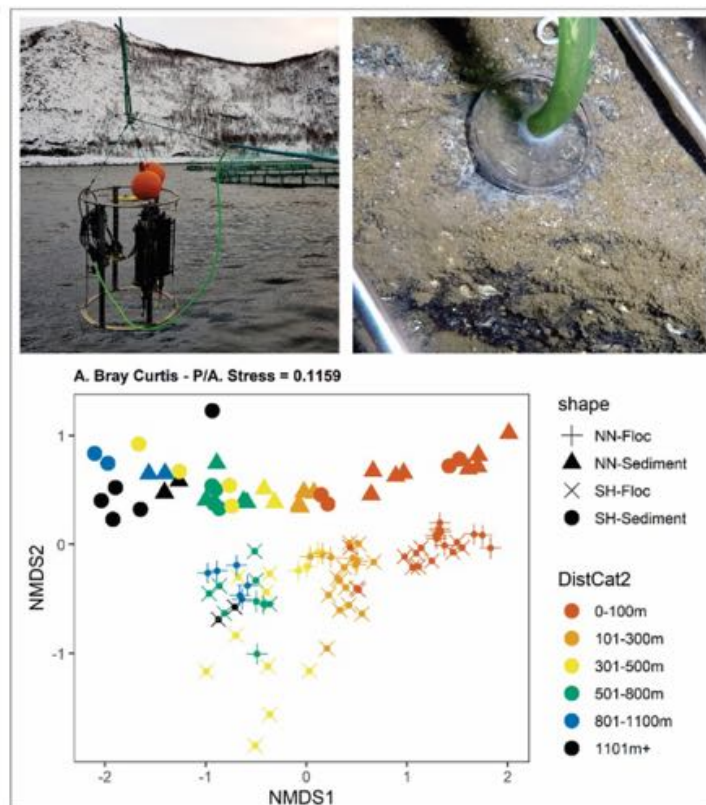 A. Bray Curtis - P/A. Stress = 0.1159
NMDS2
1
0
-1
-2
-1
0
1
2
NMDS1
shape
NN-Floc
NN-Sediment
SH-Floc
SH-Sediment
DistCat2
0-100m
101-300m
301-500m
501-800m
801-1100m
1101m+